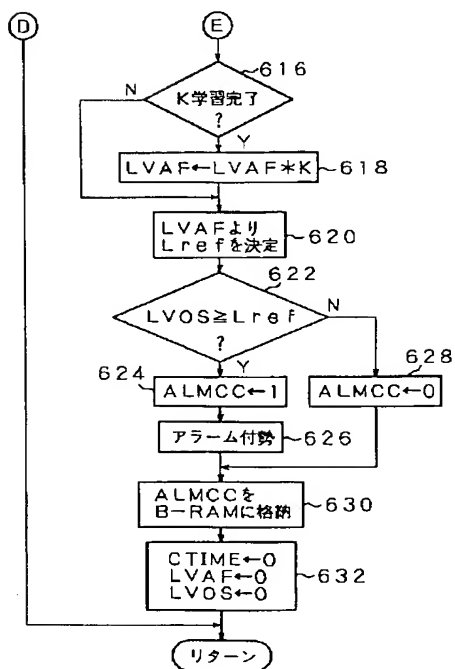 D
E
616
K学習完了
?
N
Y
LVAF←LVAF*K
618
LVAFより
Lrefを決定
620
622
LVOS≧Lref
?
N
Y
624
ALMCC←1
628
ALMCC←0
アラーム付勢
626
ALMCCを
B-RAMに格納
630
CTIME←0
LVAF←0
LVOS←0
632
リターン